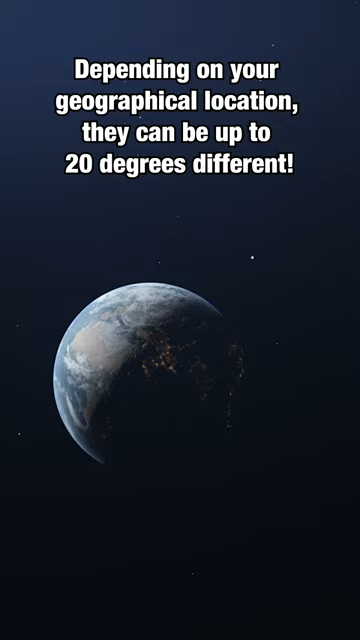 Depending on your
geographical location,
they can be up to
20 degrees different!